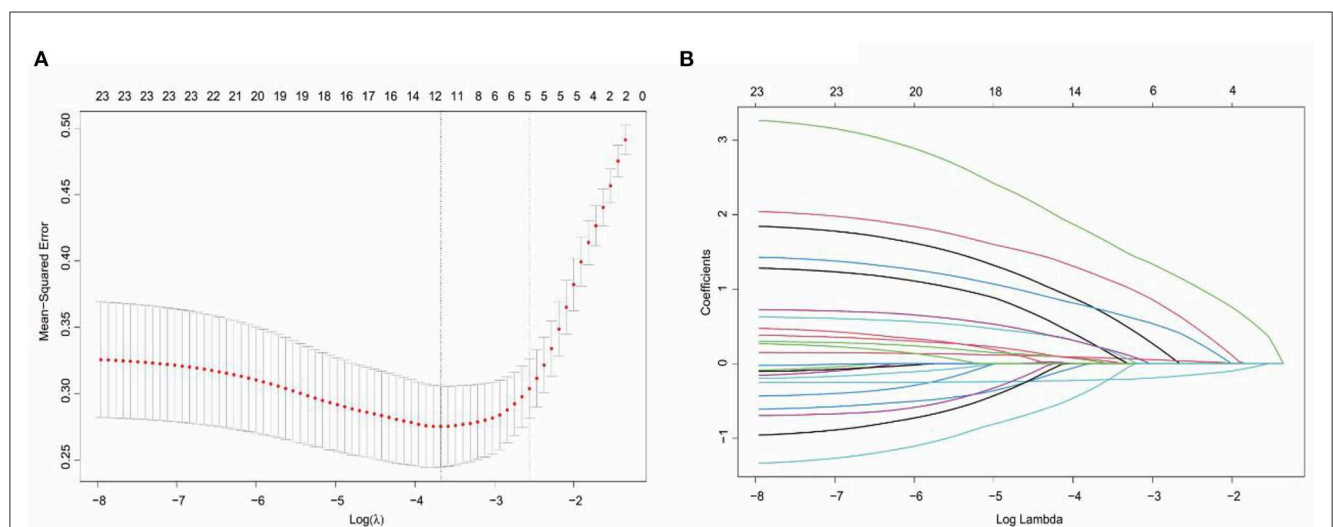 A
23 23 23 23 23 22 21 20 19 19 18 16 17 16 14 12 11 8 6 6 5 5 5 5 4 2 2 0
Mean−Squared Error
0.50
0.45
0.40
0.35
0.30
0.25
−8 −7 −6 −5 −4 −3 −2
Log(λ)
B
23 23 20 18 14 6 4
Coefficients
3
2
1
0
−1
−8 −7 −6 −5 −4 −3 −2
Log Lambda